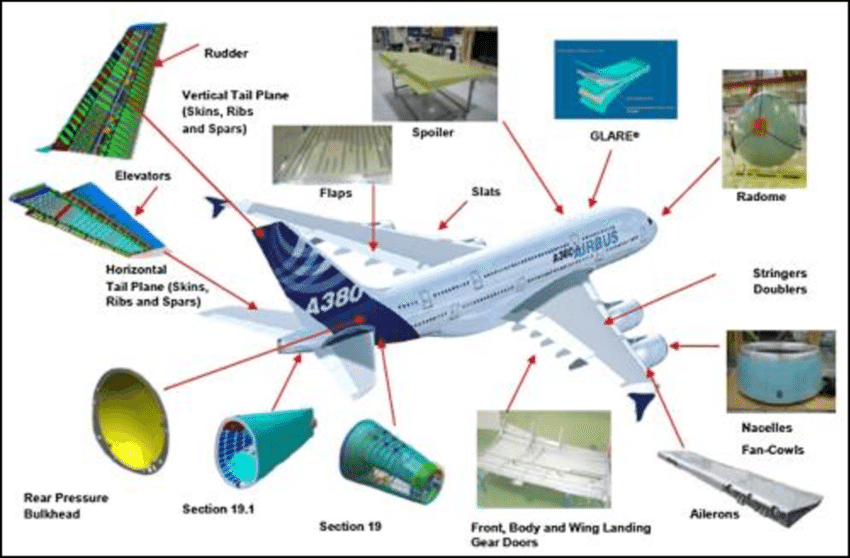 Rudder
Vertical Tail Plane
(Skins, Ribs
and Spars)
Spoiler
GLARE®
Radome
Elevators
Flaps
Slats
Horizontal
Tail Plane (Skins,
Ribs and Spars)
A380 AIRBUS
A380
Stringers
Doublers
Nacelles
Fan-Cowls
Rear Pressure
Bulkhead
Section 19.1
Section 19
Front, Body and Wing Landing
Gear Doors
Ailerons